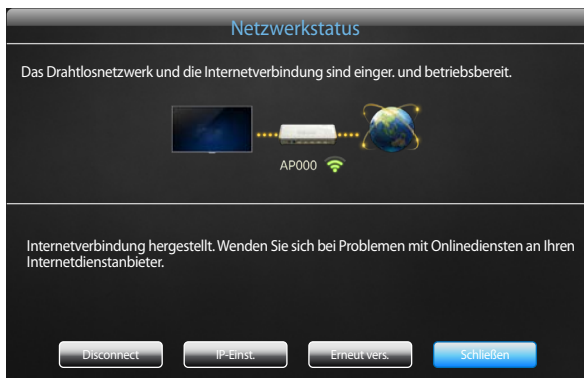 Netzwerkstatus
Das Drahtlosnetzwerk und die Internetverbindung sind einger. und betriebsbereit.
AP000
Internetverbindung hergestellt. Wenden Sie sich bei Problemen mit Onlinediensten an Ihren
Internetdienstanbieter.
Disconnect
IP-Einst.
Erneut vers.
Schließen